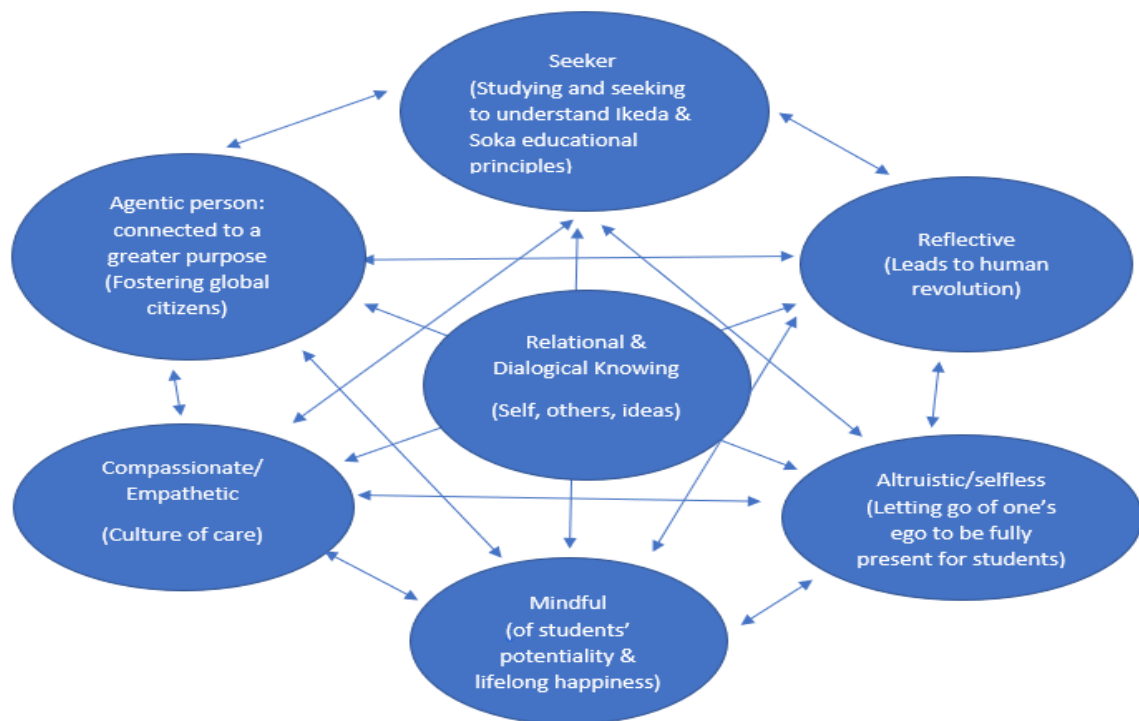 Seeker
(Studying and seeking
to understand Ikeda &
Soka educational
principles)
Agentic person:
connected to a
greater purpose
(Fostering global
citizens)
Reflective
(Leads to human
revolution)
Relational &
Dialogical Knowing
(Self, others, ideas)
Compassionate/
Empathetic
(Culture of care)
Altruistic/selfless
(Letting go of one's
ego to be fully
present for students)
Mindful
(of students'
potentiality &
lifelong happiness)